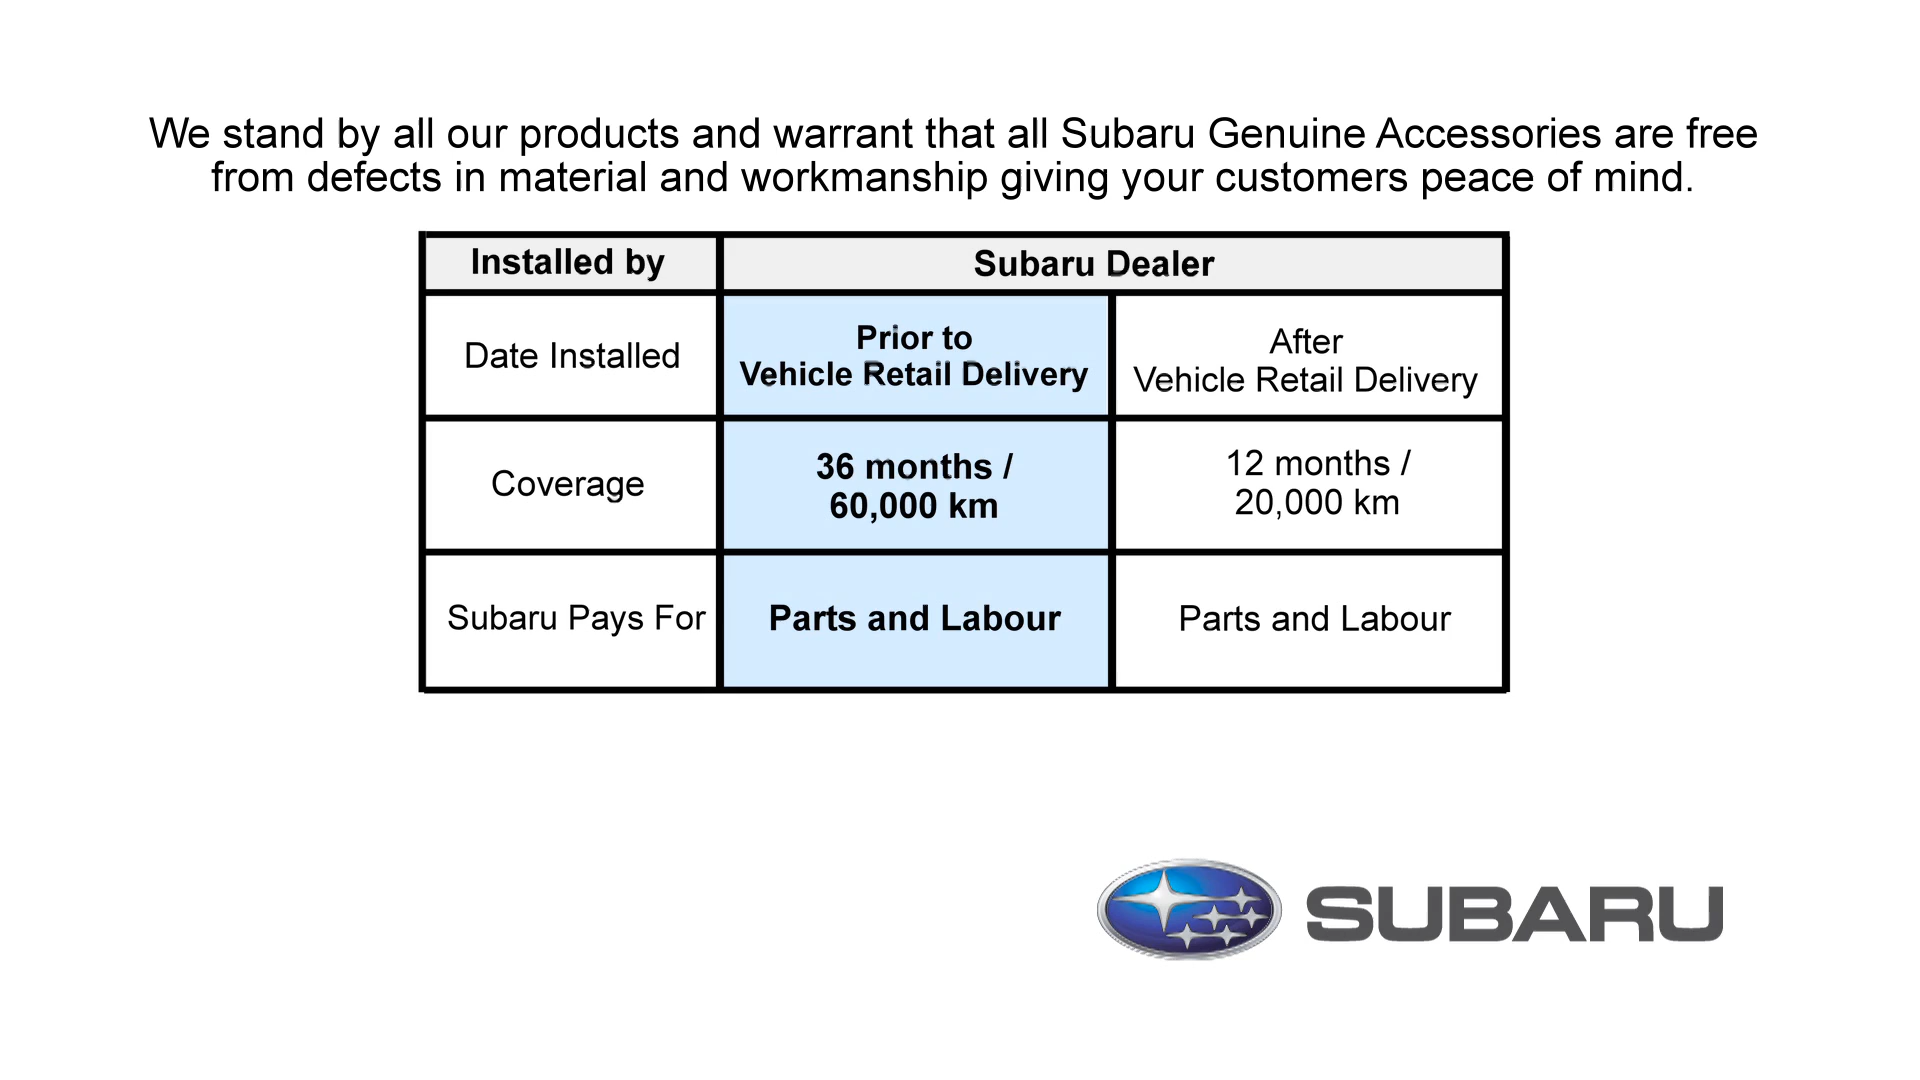 We stand by all our products and warrant that all Subaru Genuine Accessories are free
from defects in material and workmanship giving your customers peace of mind.
Installed by
Subaru Dealer
Date Installed
Prior to
Vehicle Retail Delivery
After
Vehicle Retail Delivery
Coverage
36 months /
60,000 km
12 months /
20,000 km
Subaru Pays For
Parts and Labour
Parts and Labour
SUBARU